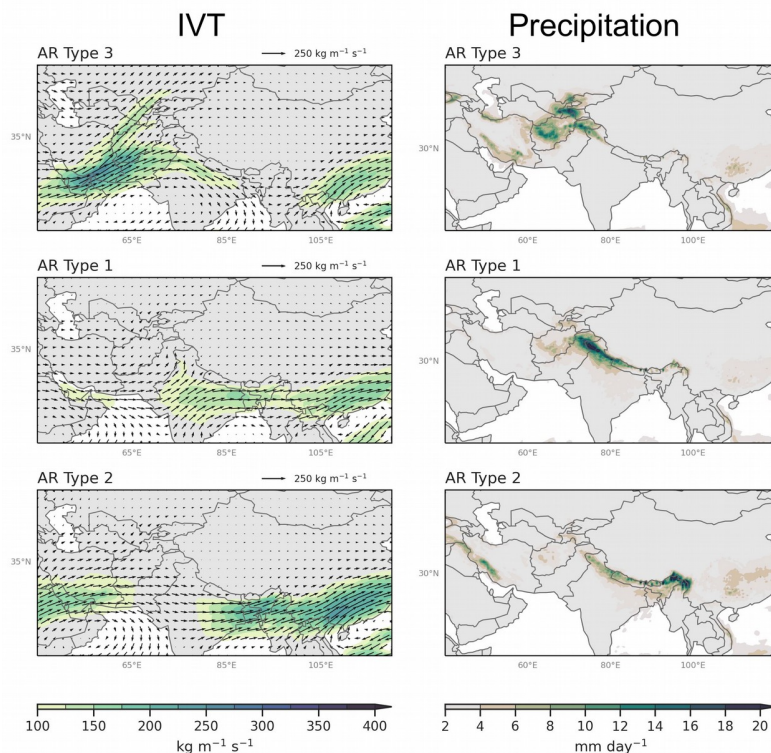 IVT
Precipitation
AR Type 3
250 kg m⁻¹ s⁻¹
AR Type 3
35°N
30°N
65°E
85°E
105°E
60°E
80°E
100°E
AR Type 1
250 kg m⁻¹ s⁻¹
AR Type 1
35°N
30°N
65°E
85°E
105°E
60°E
80°E
100°E
AR Type 2
250 kg m⁻¹ s⁻¹
AR Type 2
35°N
30°N
65°E
85°E
105°E
60°E
80°E
100°E
100 150 200 250 300 350 400
kg m⁻¹ s⁻¹
2 4 6 8 10 12 14 16 18 20
mm day⁻¹